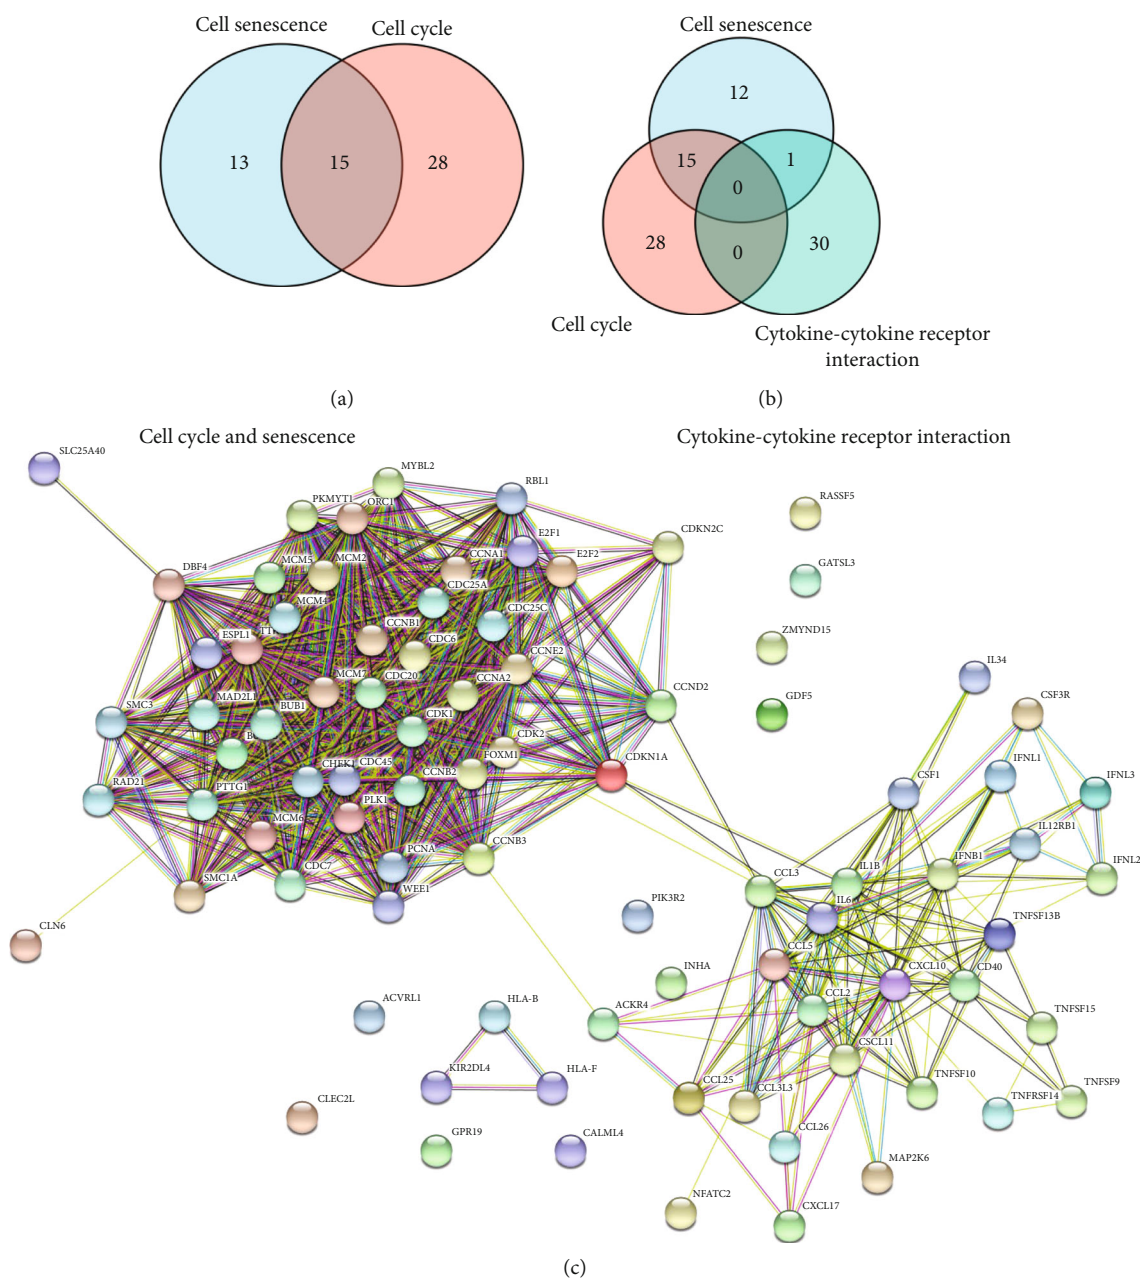 Cell senescence
Cell cycle
13
15
28
(a)
Cell senescence
12
15
1
0
28
0
30
Cell cycle
Cytokine-cytokine receptor
interaction
(b)
Cell cycle and senescence
Cytokine-cytokine receptor interaction
SLC25A40
MYBL2
RBL1
PKMYT1
ORC1
RASSF5
E2F1
CDKN2C
E2F2
CCNA1
MCM5
MCM2
DBF4
GATSL3
CDC25A
MCM4
CDC25C
CCNB1
ESPL1
CDC6
ZMYND15
CCNE2
IL34
MCM7
CDC20
CCNA2
MAD2L1
BUB1
GDF5
CCND2
CSF3R
SMC3
CDK1
CDK2
FOXM1
CHEK1
CDC45
CDKN1A
IFNL1
CSF1
IFNL3
RAD21
PTTG1
CCNB2
PLK1
MCM6
IL12RB1
CCNB3
PCNA
CCL3
IL1B
IFNB1
IFNL2
SMC1A
CDC7
WEE1
IL6
PIK3R2
TNFSF13B
CLN6
CCL5
CXCL10
CD40
INHA
ACVRL1
HLA-B
ACKR4
CCL2
TNFSF15
CSCL11
KIR2DL4
HLA-F
CCL25
CCL3L3
TNFSF10
TNFRSF14
TNFSF9
CLEC2L
GPR19
CALML4
CCL26
MAP2K6
NFATC2
CXCL17
(c)